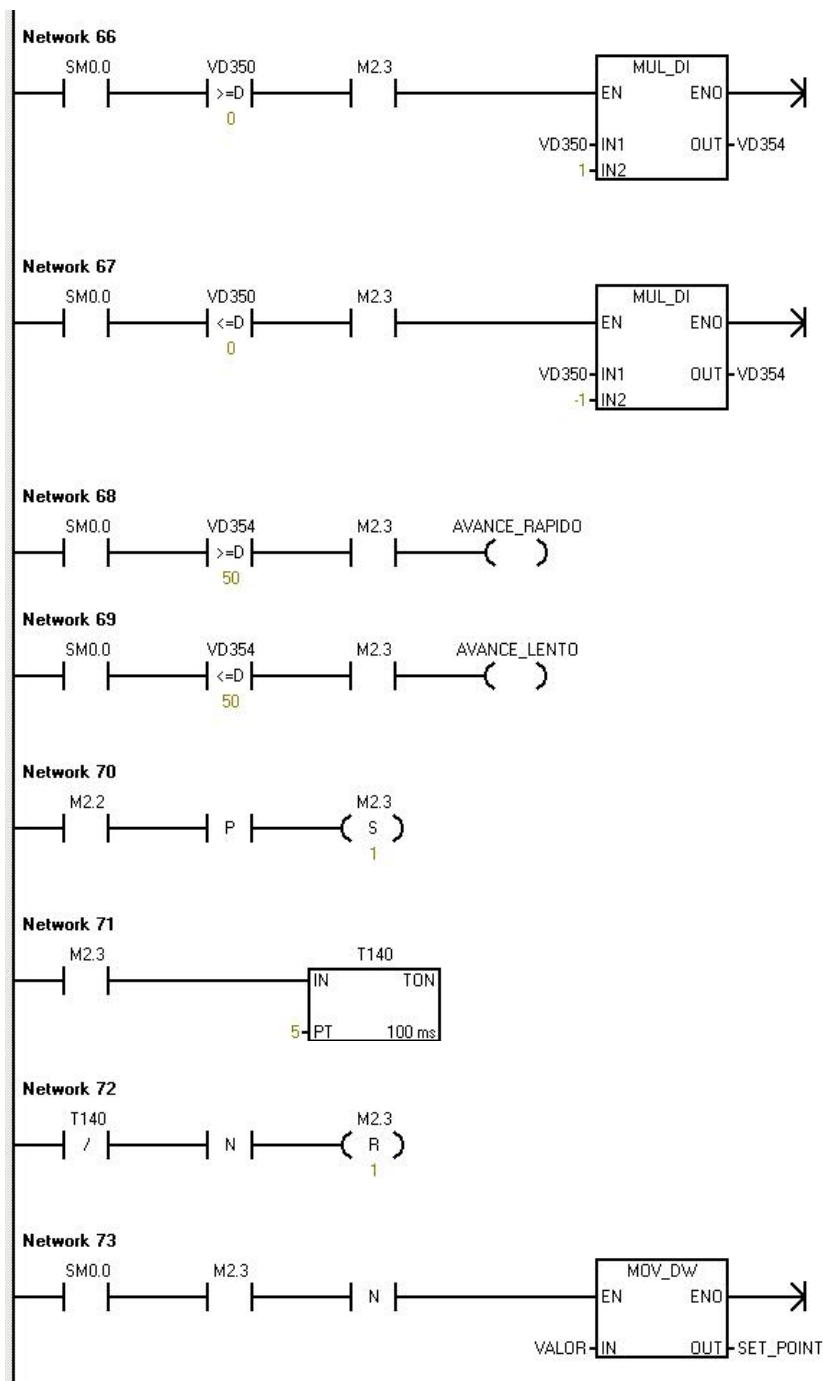 Network 66
SM0.0 VD350 M2.3 MUL_DI
>=D EN ENO
0
VD350 IN1 OUT VD354
1 IN2
Network 67
SM0.0 VD350 M2.3 MUL_DI
<=D EN ENO
0
VD350 IN1 OUT VD354
-1 IN2
Network 68
SM0.0 VD354 M2.3 AVANCE_RAPIDO
>=D
50
Network 69
SM0.0 VD354 M2.3 AVANCE_LENTO
<=D
50
Network 70
M2.2 M2.3
P S
1
Network 71
M2.3 T140
IN TON
5 PT 100 ms
Network 72
T140 M2.3
/ N R
1
Network 73
SM0.0 M2.3 MOV_DW
N EN ENO
VALOR IN OUT SET_POINT